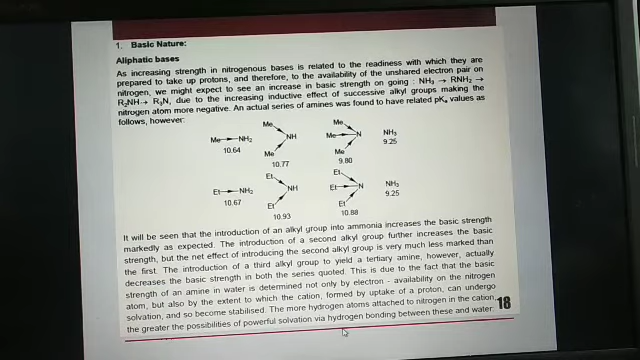 1. Basic Nature:
Aliphatic bases
As increasing strength in nitrogenous bases is related to the readiness with which they are
prepared to take up protons, and therefore, to the availability of the unshared electron pair on
nitrogen, we might expect to see an increase in basic strength on going : NH₃ → RNH₂ →
R₂NH → R₃N, due to the increasing inductive effect of successive alkyl groups making the
nitrogen atom more negative. An actual series of amines was found to have related pKₐ values as
follows, however:
Me NH₂
10.64
Me
NH
Me
10.77
Me
Me N
Me
9.80
NH₃
9.25
Et NH₂
10.67
Et
NH
Et
10.93
Et
Et N
Et
10.88
NH₃
9.25
It will be seen that the introduction of an alkyl group into ammonia increases the basic strength
markedly as expected. The introduction of a second alkyl group further increases the basic
strength, but the net effect of introducing the second alkyl group is very much less marked than
the first. The introduction of a third alkyl group to yield a tertiary amine, however, actually
decreases the basic strength in both the series quoted. This is due to the fact that the basic
strength of an amine in water is determined not only by electron - availability on the nitrogen
atom, but also by the extent to which the cation, formed by uptake of a proton, can undergo
solvation, and so become stabilised. The more hydrogen atoms attached to nitrogen in the cation,
the greater the possibilities of powerful solvation via hydrogen bonding between these and water.
18